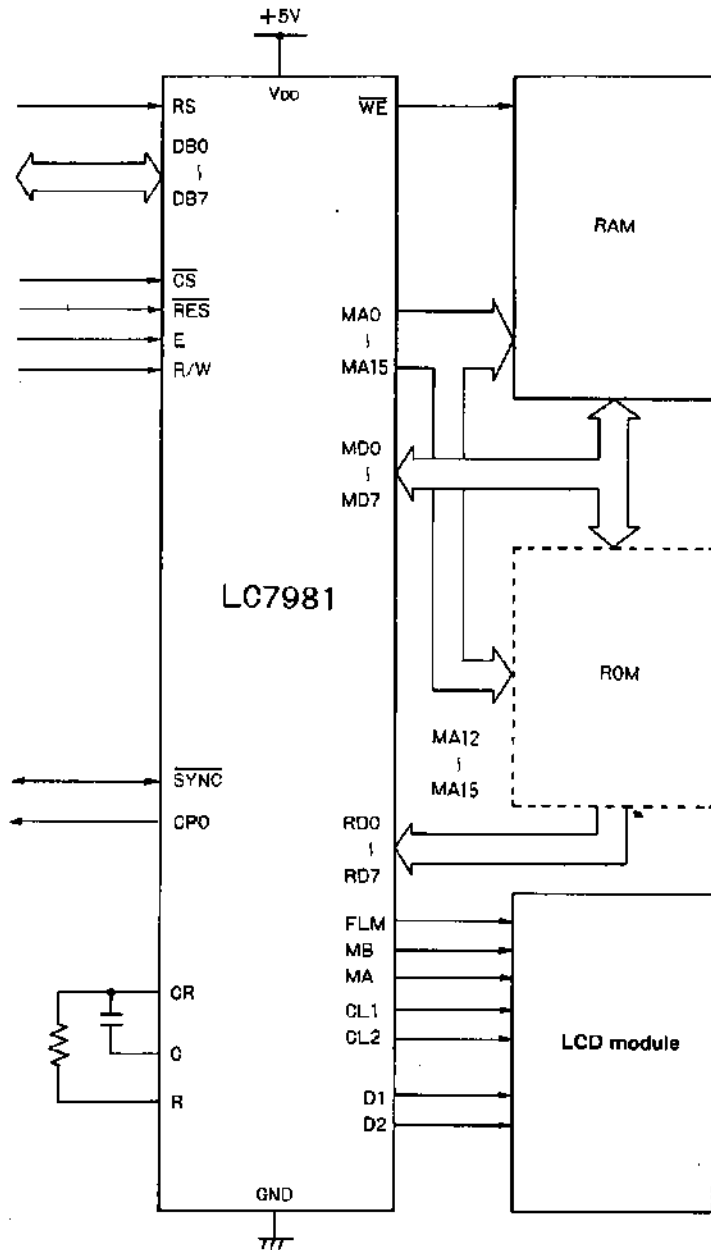 +5V
VDD
RS
DB0
~
DB7
CS
RES
E
R/W
LC7981
SYNC
CPO
CR
C
R
GND
WE
MA0
~
MA15
MD0
~
MD7
MA12
~
MA15
RD0
~
RD7
FLM
MB
MA
CL1
CL2
D1
D2
RAM
ROM
LCD module